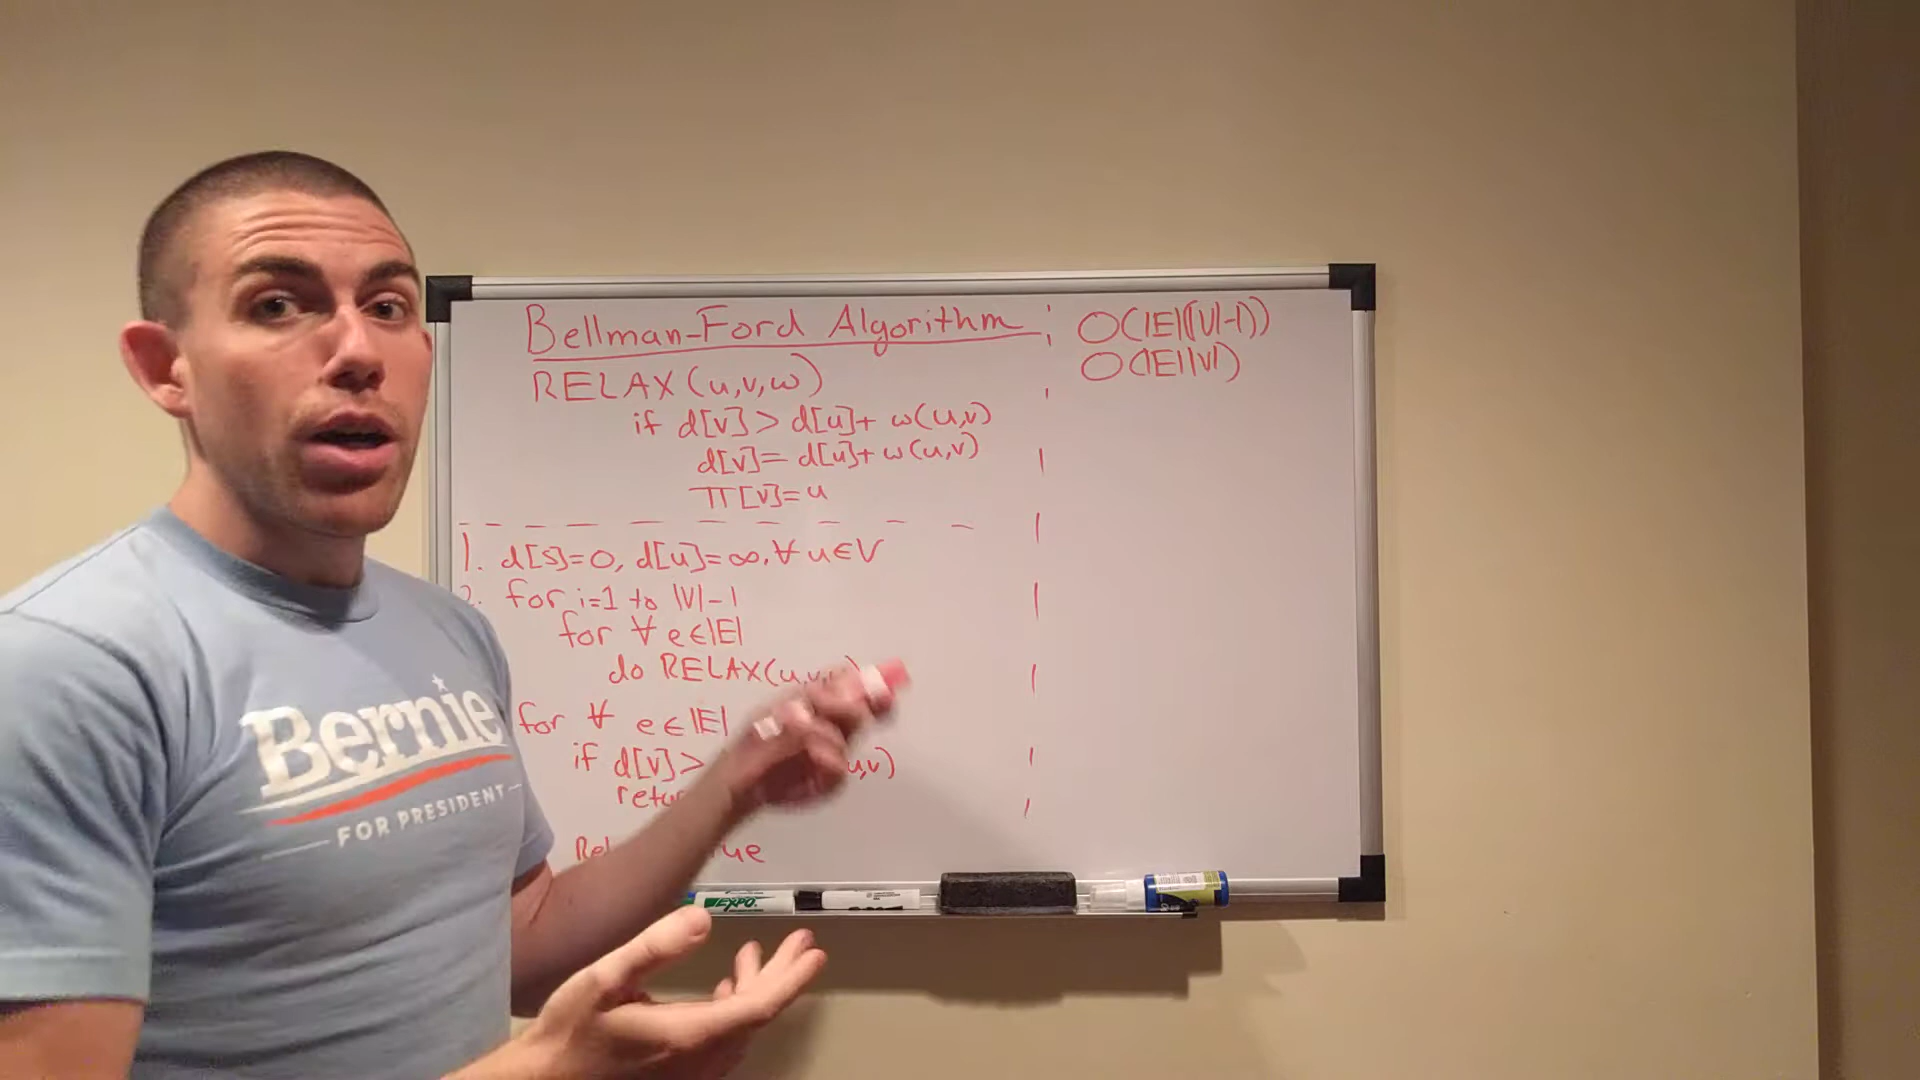 Bellman-Ford Algorithm
RELAX(u,v,w)
if d[v]> d[u]+ w(u,v)
d[v]= d[u]+ w(u,v)
π[v]=u
1. d[s]=0, d[u]=∞, ∀ u∈V
2. for i=1 to |V|-1
for ∀ e∈|E|
do RELAX(u,v,
for ∀ e∈|E|
if d[v]> u,v)
O(|E|(|V|-1))
O(|E||V|)
Bernie
FOR PRESIDENT
EXPO